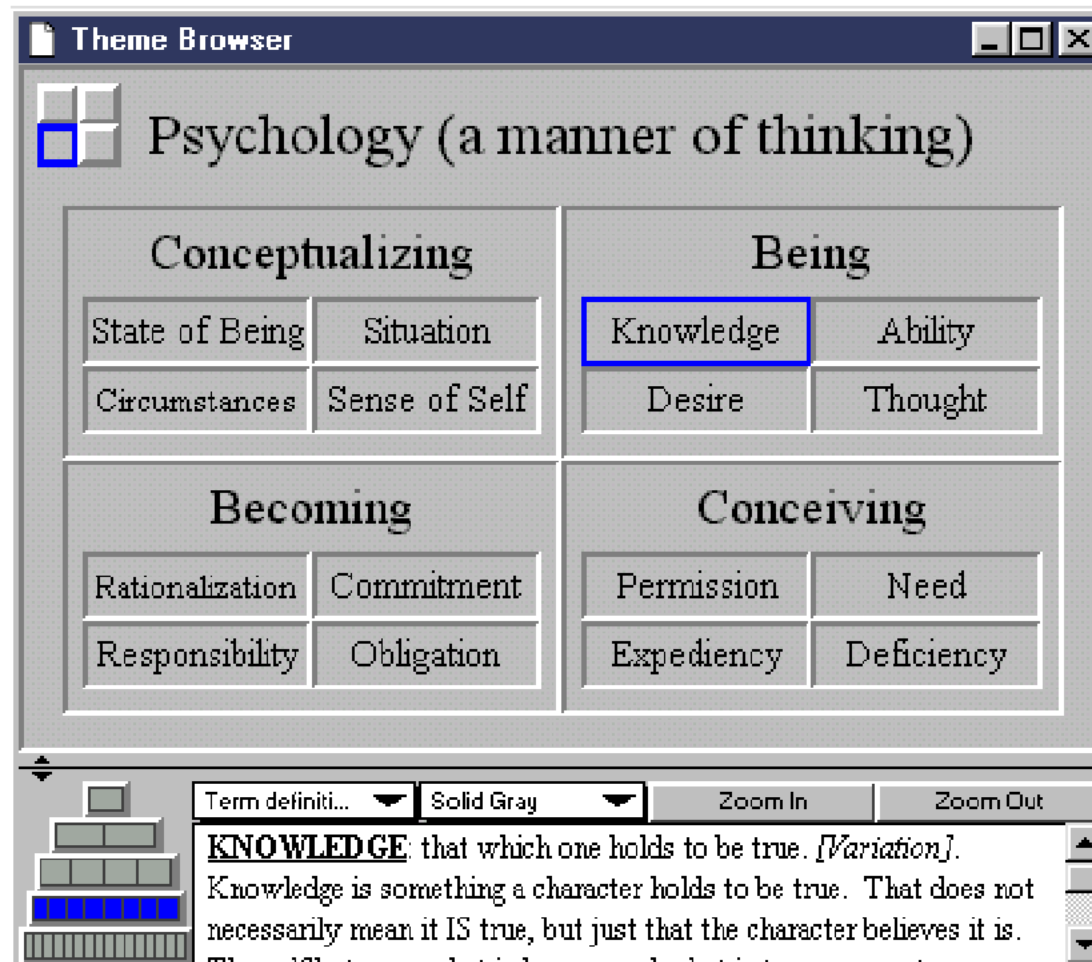 Theme Browser
Psychology (a manner of thinking)
Conceptualizing Being
State of Being Situation Knowledge Ability
Circumstances Sense of Self Desire Thought
Becoming Conceiving
Rationalization Commitment Permission Need
Responsibility Obligation Expediency Deficiency
Term definiti... Solid Gray Zoom In Zoom Out
KNOWLEDGE: that which one holds to be true. [Variation].
Knowledge is something a character holds to be true. That does not
necessarily mean it IS true, but just that the character believes it is.